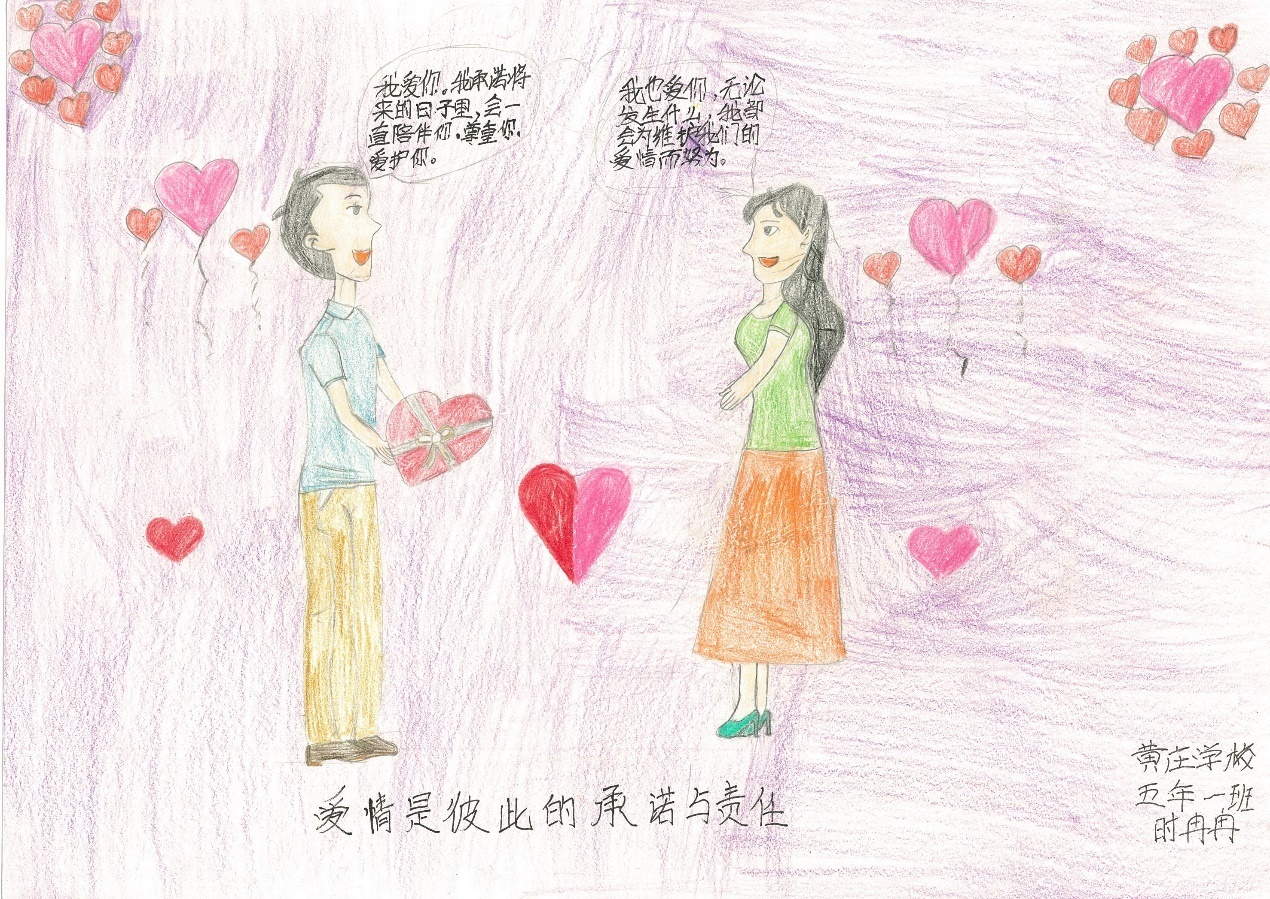 我爱你。我承诺将
来的日子里，会一
直陪伴你，尊重你，
爱护你。
我也爱你，无论
发生什么，我都
会为维护我们的
爱情而努力。
爱情是彼此的承诺与责任
黄庄学校
五年一班
时冉冉